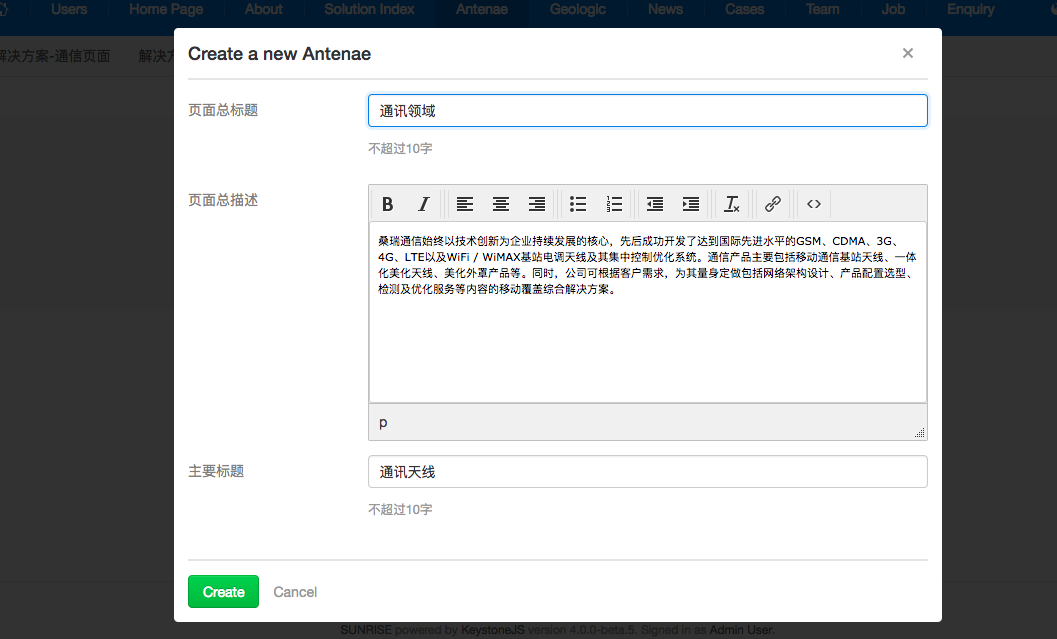 Users Home Page About Solution Index Antenae Geologic News Cases Team Job Enquiry
解决方案-通信页面 解决方
Create a new Antenae ×
页面总标题
通讯领域
不超过10字
页面总描述
桑瑞通信始终以技术创新为企业持续发展的核心，先后成功开发了达到国际先进水平的GSM、CDMA、3G、
4G、LTE以及WiFi / WiMAX基站电调天线及其集中控制优化系统。通信产品主要包括移动通信基站天线、一体
化美化天线、美化外罩产品等。同时，公司可根据客户需求，为其量身定做包括网络架构设计、产品配置选型、
检测及优化服务等内容的移动覆盖综合解决方案。
p
主要标题
通讯天线
不超过10字
Create Cancel
SUNRISE powered by KeystoneJS version 4.0.0-beta.5. Signed in as Admin User.